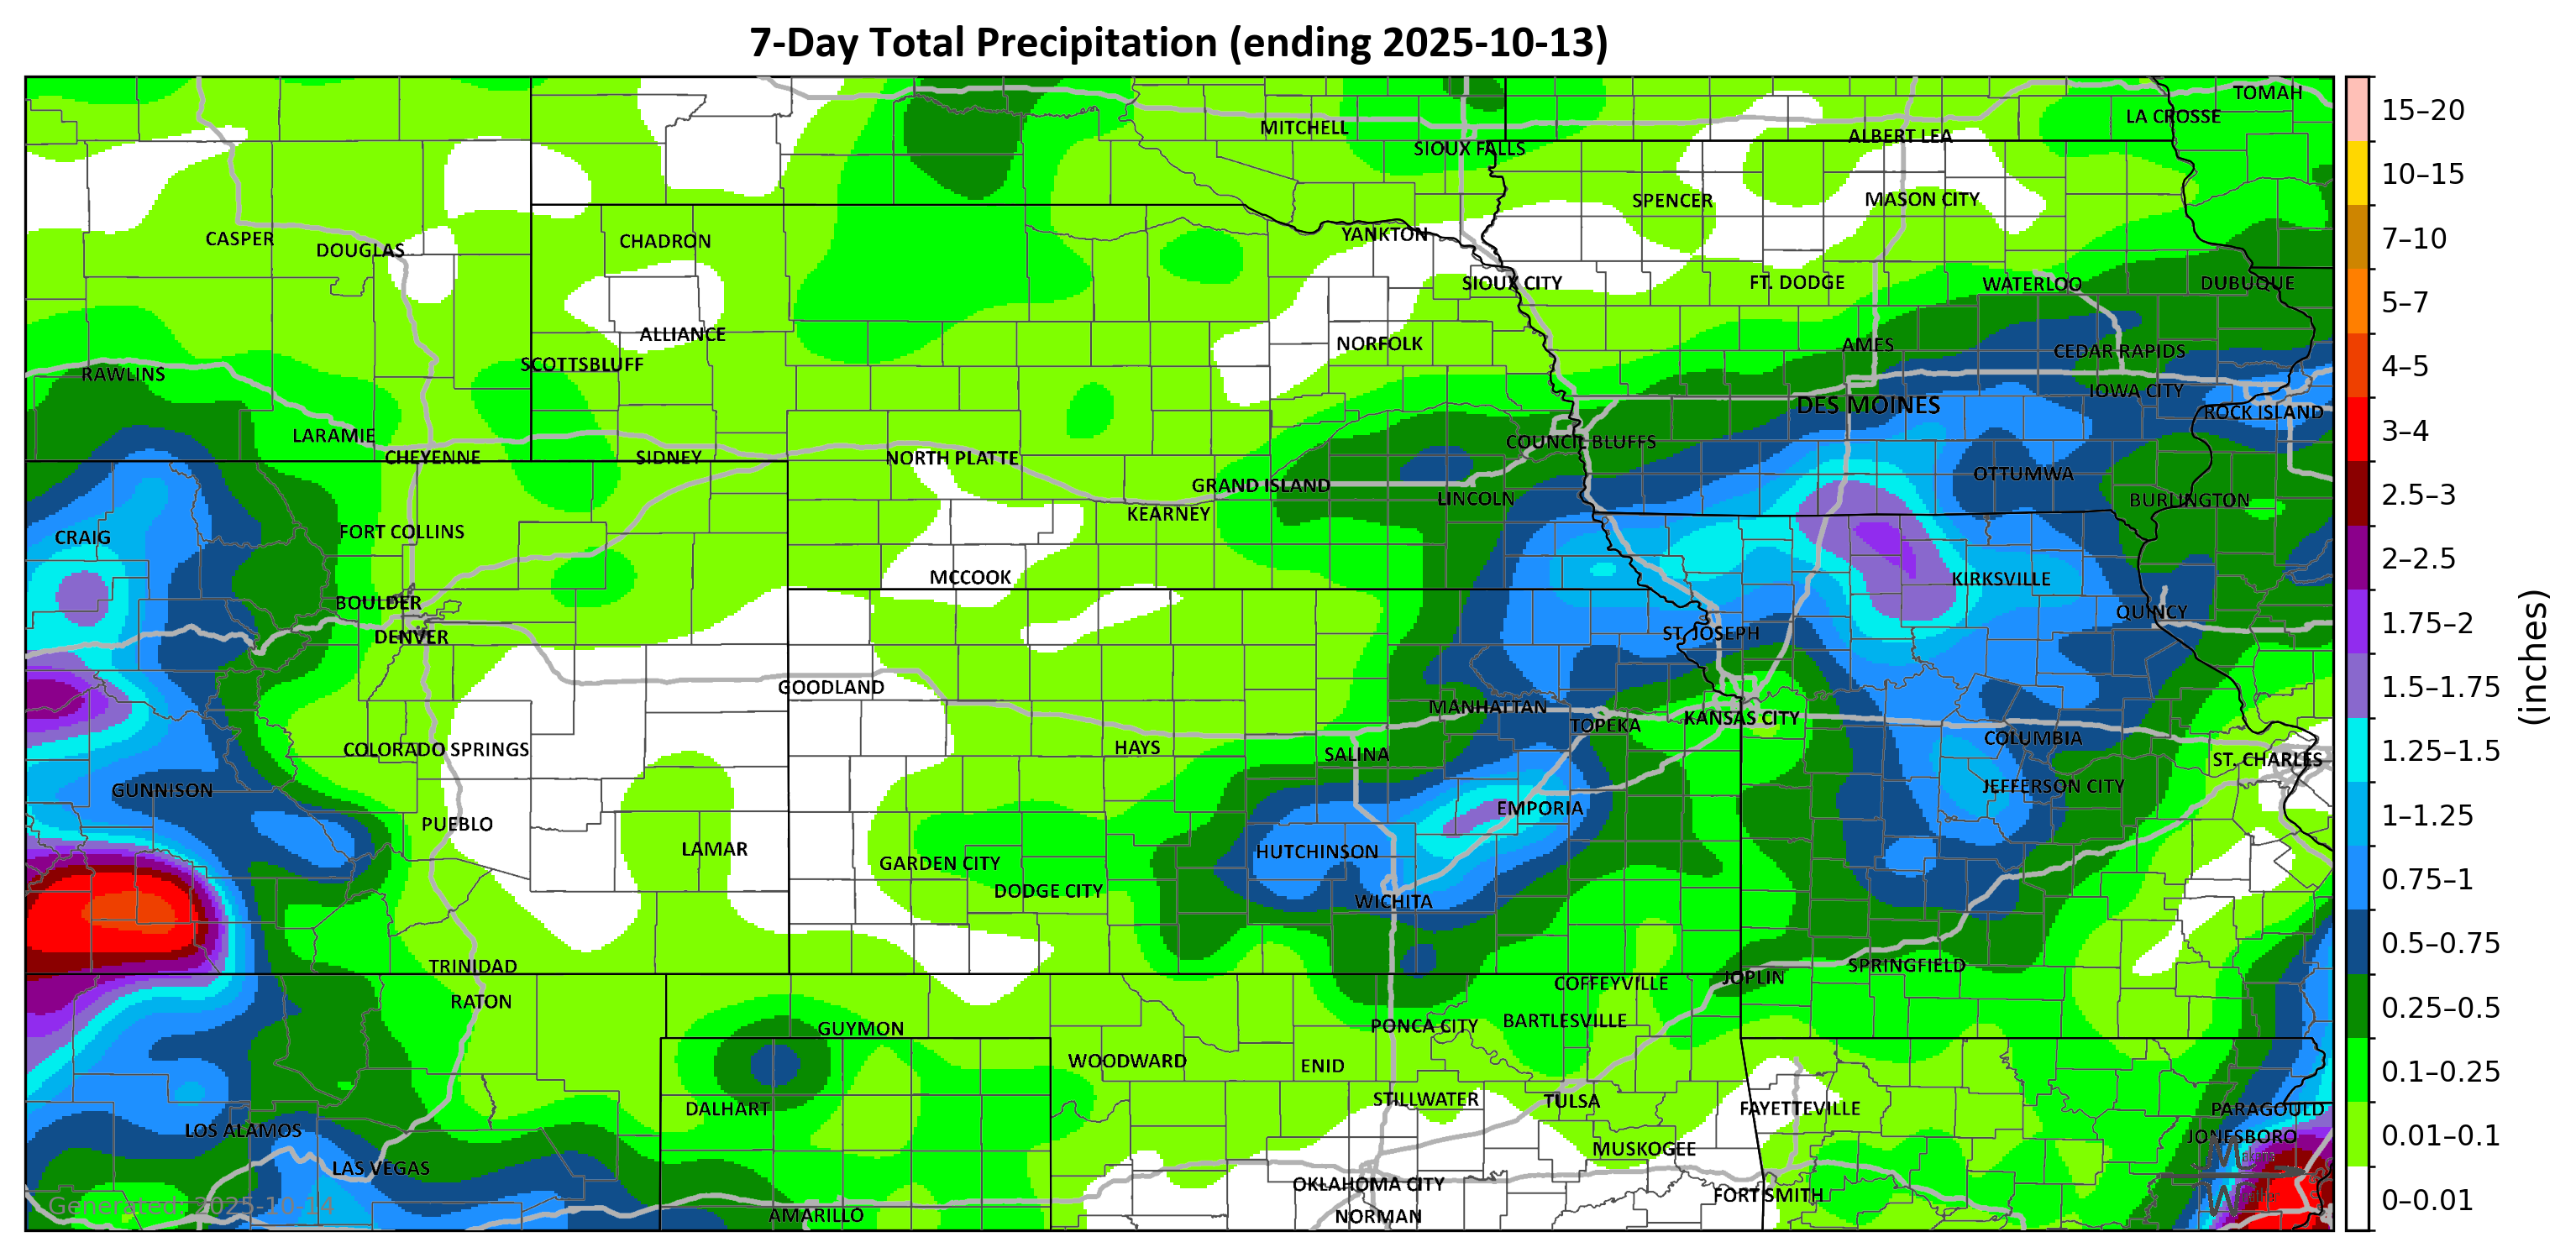 7-Day Total Precipitation (ending 2025-10-13)
TOMAH
LA CROSSE
MITCHELL
ALBERT LEA
SIOUX FALLS
SPENCER
MASON CITY
CASPER
DOUGLAS
CHADRON
YANKTON
SIOUX CITY
FT. DODGE
WATERLOO
DUBUQUE
ALLIANCE
NORFOLK
AMES
CEDAR RAPIDS
SCOTTSBLUFF
RAWLINS
IOWA CITY
DES MOINES
ROCK ISLAND
LARAMIE
COUNCIL BLUFFS
CHEYENNE
SIDNEY
NORTH PLATTE
OTTUMWA
GRAND ISLAND
LINCOLN
BURLINGTON
KEARNEY
FORT COLLINS
CRAIG
MCCOOK
KIRKSVILLE
BOULDER
QUINCY
DENVER
ST. JOSEPH
GOODLAND
MANHATTAN
TOPEKA
KANSAS CITY
COLUMBIA
COLORADO SPRINGS
HAYS
SALINA
ST. CHARLES
GUNNISON
JEFFERSON CITY
EMPORIA
PUEBLO
LAMAR
HUTCHINSON
GARDEN CITY
DODGE CITY
WICHITA
TRINIDAD
SPRINGFIELD
JOPLIN
COFFEYVILLE
RATON
GUYMON
PONCA CITY
BARTLESVILLE
WOODWARD
ENID
STILLWATER
TULSA
DALHART
FAYETTEVILLE
PARAGOULD
LOS ALAMOS
JONESBORO
MUSKOGEE
LAS VEGAS
OKLAHOMA CITY
FORT SMITH
Generated: 2025-10-14
AMARILLO
NORMAN
15–20
10–15
7–10
5–7
4–5
3–4
2.5–3
2–2.5
1.75–2
1.5–1.75
1.25–1.5
1–1.25
0.75–1
0.5–0.75
0.25–0.5
0.1–0.25
0.01–0.1
0–0.01
(inches)